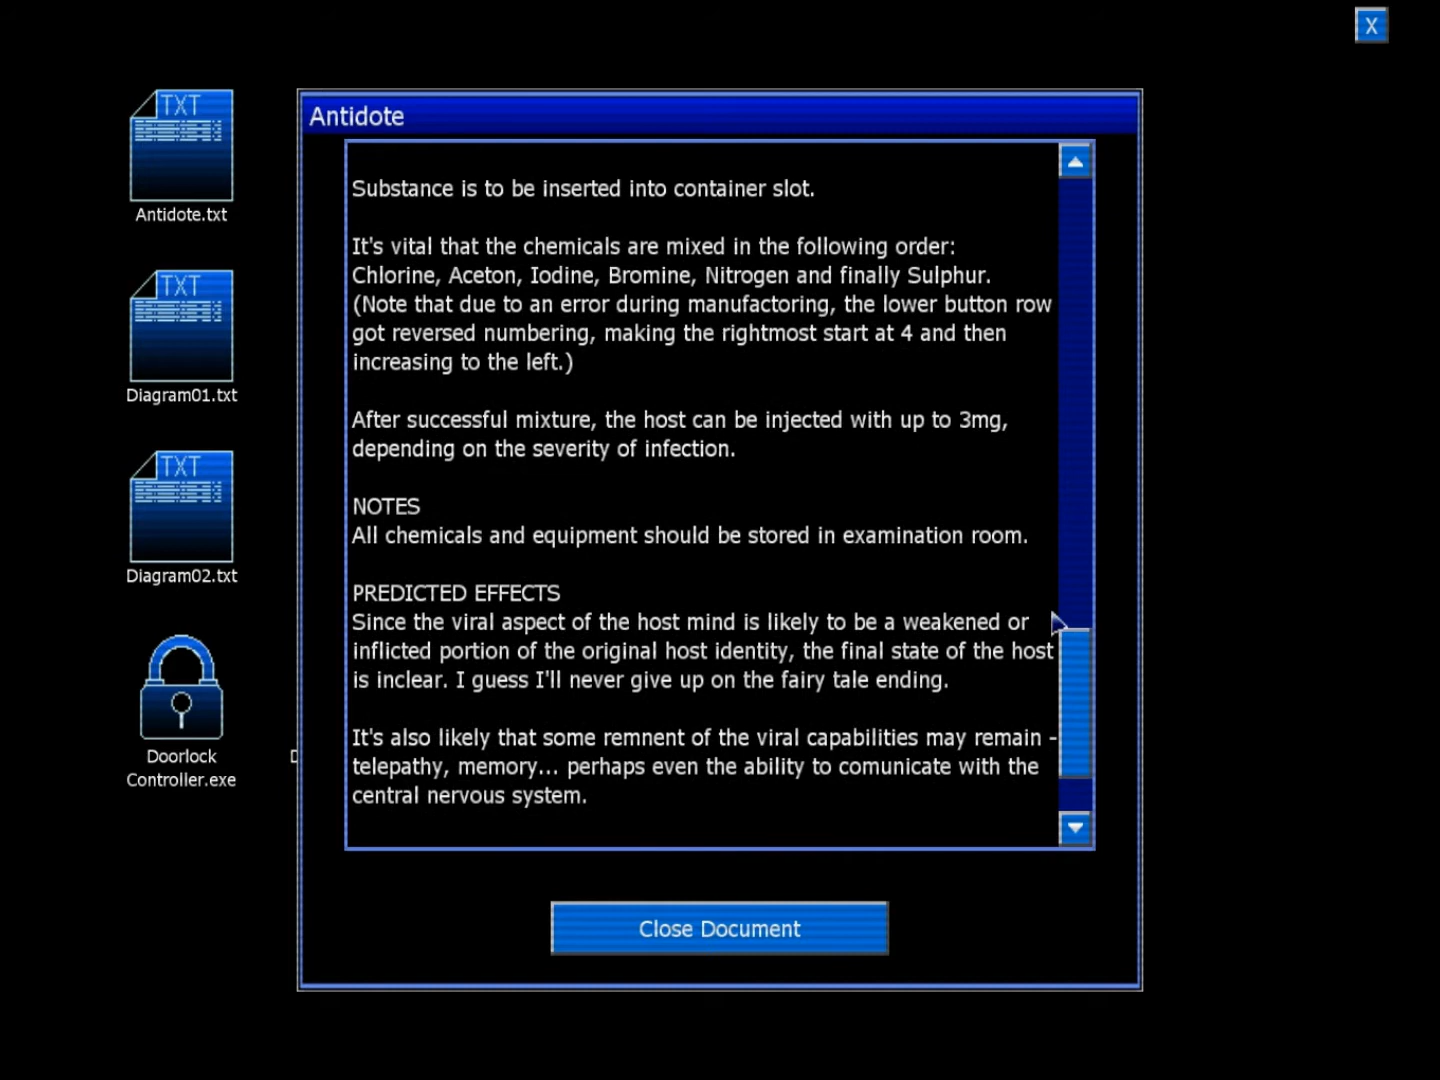 X
TXT
Antidote.txt
TXT
Diagram01.txt
TXT
Diagram02.txt
Doorlock
Controller.exe
Antidote
Substance is to be inserted into container slot.
It's vital that the chemicals are mixed in the following order:
Chlorine, Aceton, Iodine, Bromine, Nitrogen and finally Sulphur.
(Note that due to an error during manufactoring, the lower button row
got reversed numbering, making the rightmost start at 4 and then
increasing to the left.)
After successful mixture, the host can be injected with up to 3mg,
depending on the severity of infection.
NOTES
All chemicals and equipment should be stored in examination room.
PREDICTED EFFECTS
Since the viral aspect of the host mind is likely to be a weakened or
inflicted portion of the original host identity, the final state of the host
is inclear. I guess I'll never give up on the fairy tale ending.
It's also likely that some remnent of the viral capabilities may remain -
telepathy, memory... perhaps even the ability to comunicate with the
central nervous system.
Close Document